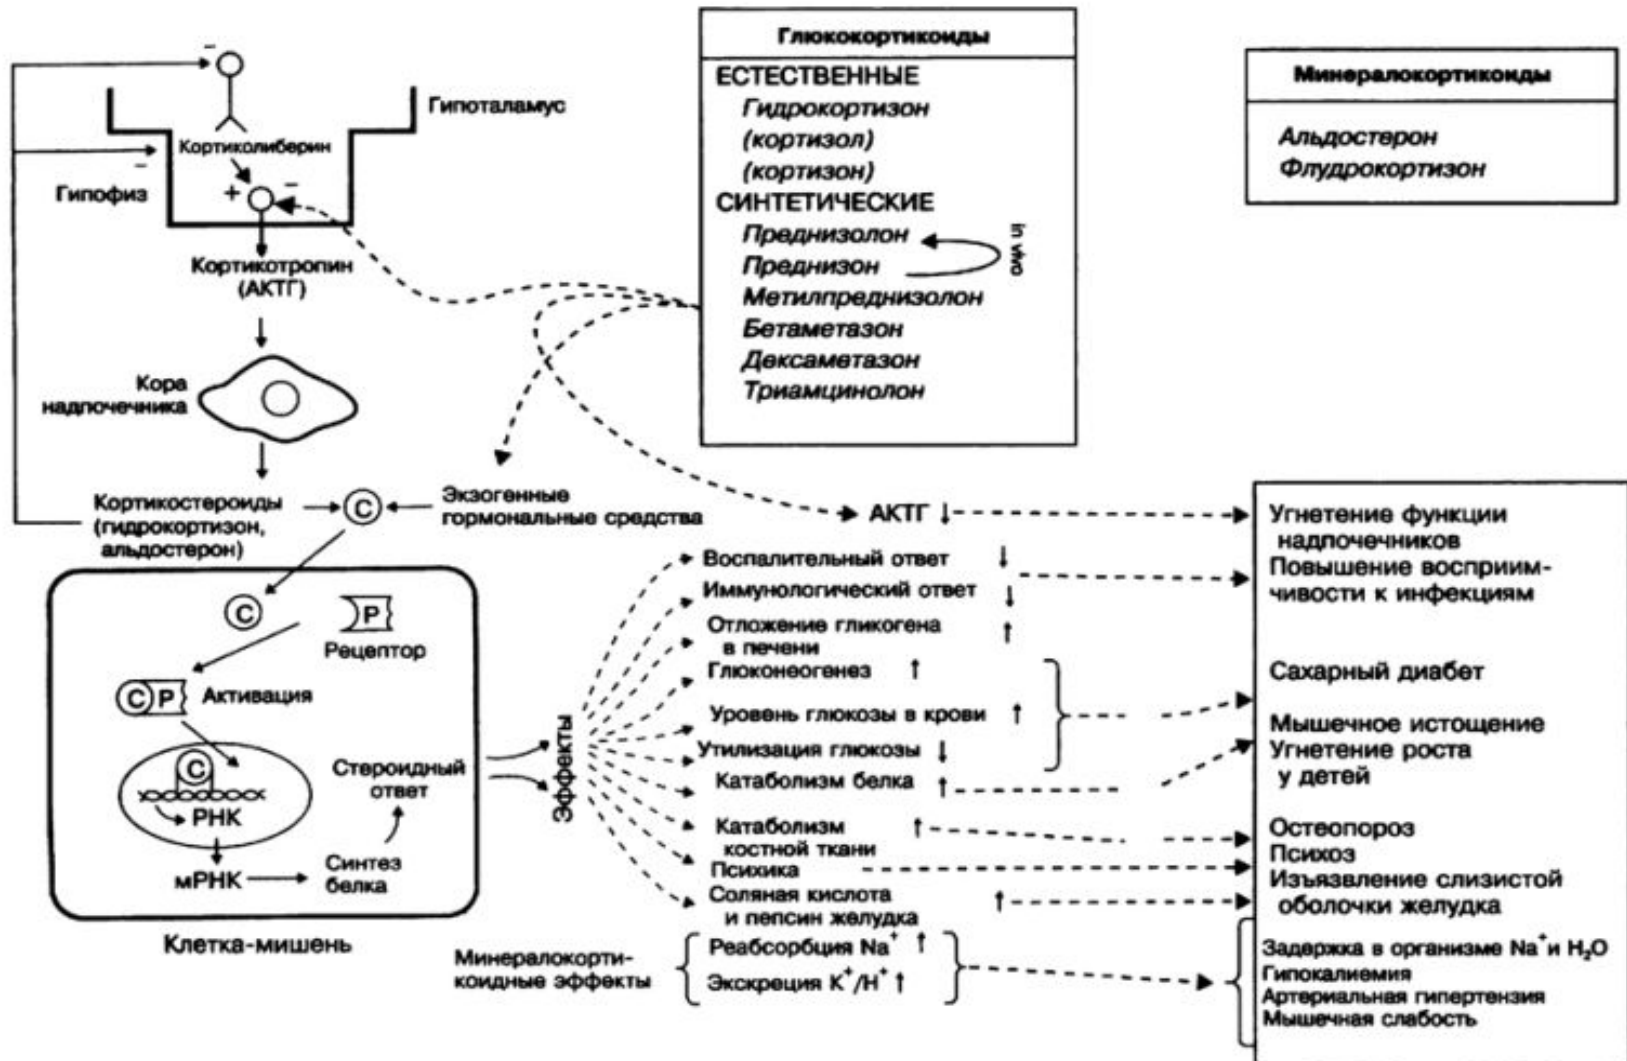 Глюкокортикоиды
ЕСТЕСТВЕННЫЕ
Гидрокортизон
(кортизол)
(кортизон)
СИНТЕТИЧЕСКИЕ
Преднизолон
Преднизон
in vivo
Метилпреднизолон
Бетаметазон
Дексаметазон
Триамцинолон
Минералокортикоиды
Альдостерон
Флудрокортизон
−
Гипоталамус
Кортиколиберин
−
Гипофиз
+
−
Кортикотропин
(АКТГ)
Кора
надпочечника
Кортикостероиды
(гидрокортизон,
альдостерон)
С
Экзогенные
гормональные средства
С
Р
Рецептор
С Р
Активация
С
РНК
мРНК
Синтез
белка
Стероидный
ответ
Клетка-мишень
Эффекты
АКТГ ↓
Воспалительный ответ ↓
Иммунологический ответ ↓
Отложение гликогена ↑
в печени
Глюконеогенез ↑
Уровень глюкозы в крови ↑
Утилизация глюкозы ↓
Катаболизм белка ↑
Катаболизм ↑
костной ткани
Психика
Соляная кислота ↑
и пепсин желудка
Минералокорти-
коидные эффекты
Реабсорбция Na⁺ ↑
Экскреция K⁺/H⁺ ↑
Угнетение функции
надпочечников
Повышение восприим-
чивости к инфекциям
Сахарный диабет
Мышечное истощение
Угнетение роста
у детей
Остеопороз
Психоз
Изъязвление слизистой
оболочки желудка
Задержка в организме Na⁺ и H₂O
Гипокалиемия
Артериальная гипертензия
Мышечная слабость